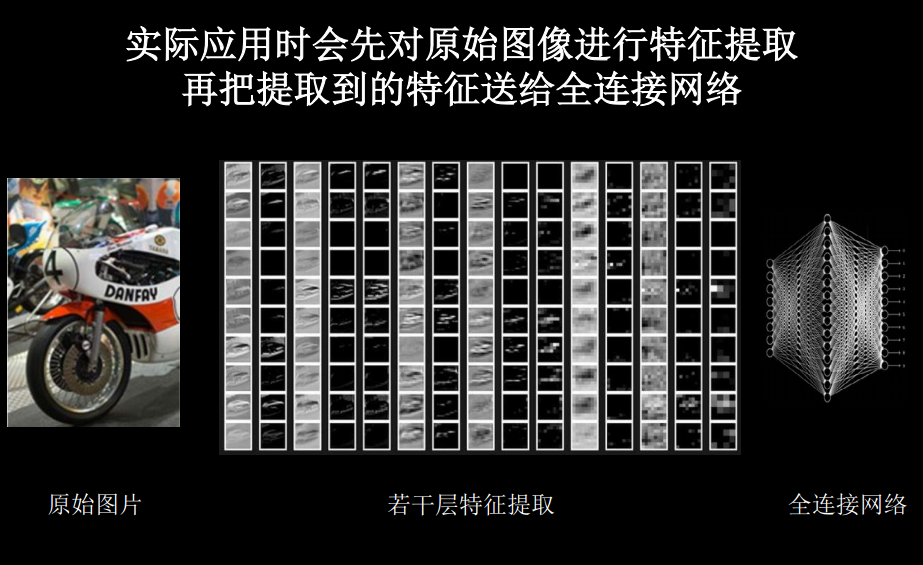 实际应用时会先对原始图像进行特征提取
再把提取到的特征送给全连接网络
4
DANFAY
原始图片
若干层特征提取
全连接网络